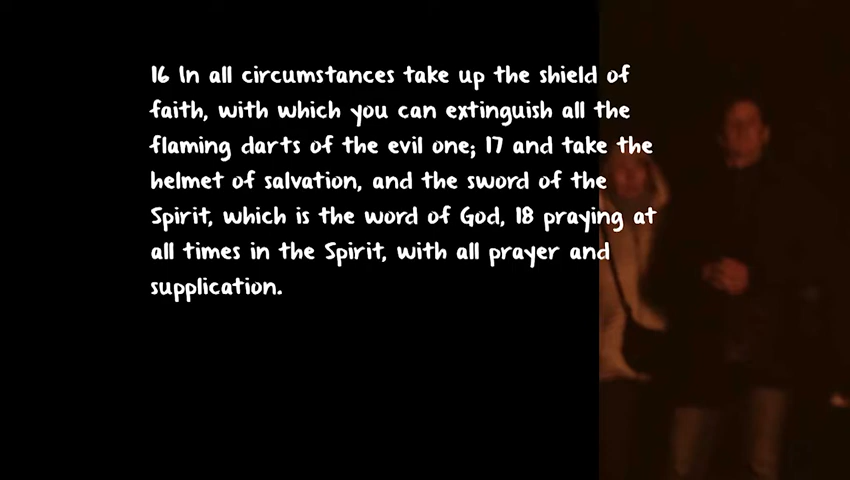 16 In all circumstances take up the shield of
faith, with which you can extinguish all the
flaming darts of the evil one; 17 and take the
helmet of salvation, and the sword of the
Spirit, which is the word of God, 18 praying at
all times in the Spirit, with all prayer and
supplication.